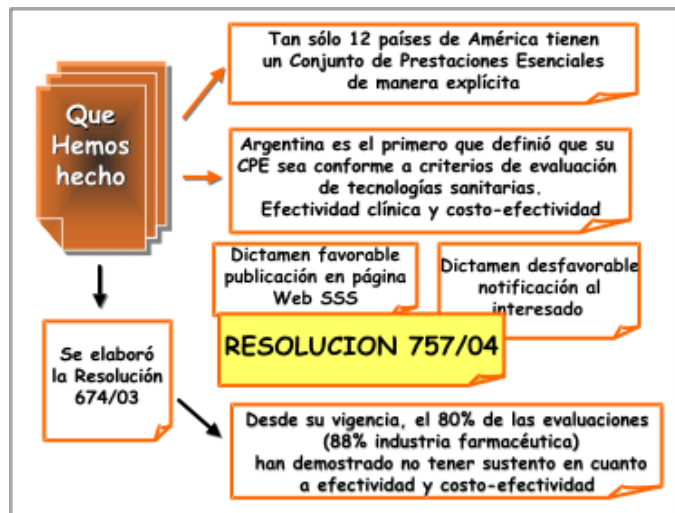 Que
Hemos
hecho
Tan sólo 12 países de América tienen
un Conjunto de Prestaciones Esenciales
de manera explícita
Argentina es el primero que definió que su
CPE sea conforme a criterios de evaluación
de tecnologías sanitarias.
Efectividad clínica y costo-efectividad
Dictamen favorable
publicación en página
Web SSS
Dictamen desfavorable
notificación al
interesado
RESOLUCION 757/04
Se elaboró
la Resolución
674/03
Desde su vigencia, el 80% de las evaluaciones
(88% industria farmacéutica)
han demostrado no tener sustento en cuanto
a efectividad y costo-efectividad